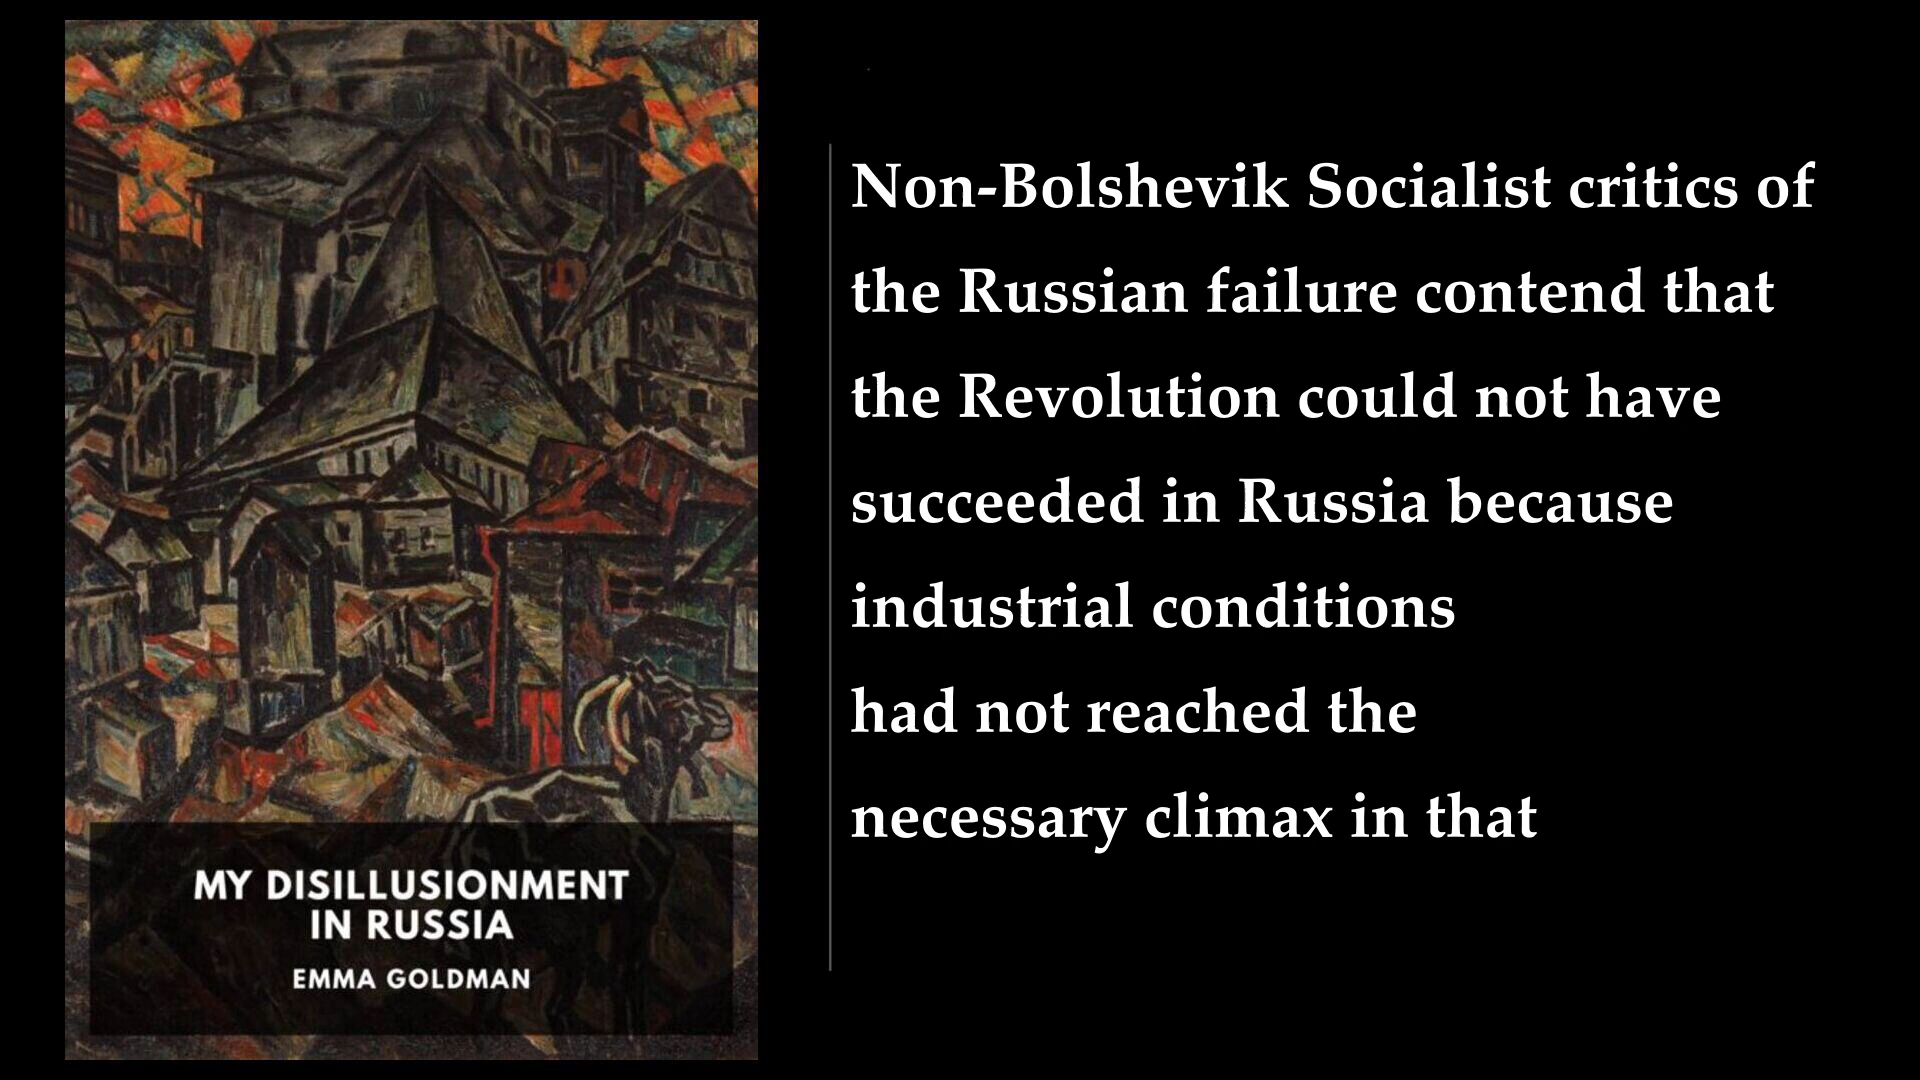 MY DISILLUSIONMENT
IN RUSSIA
EMMA GOLDMAN
Non-Bolshevik Socialist critics of
the Russian failure contend that
the Revolution could not have
succeeded in Russia because
industrial conditions
had not reached the
necessary climax in that